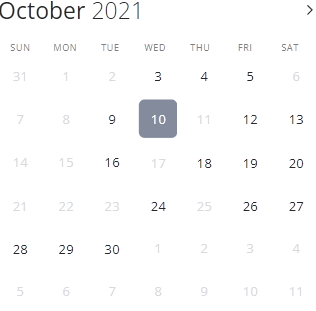 October 2021
SUN MON TUE WED THU FRI SAT
31 1 2 3 4 5 6
7 8 9 10 11 12 13
14 15 16 17 18 19 20
21 22 23 24 25 26 27
28 29 30 1 2 3 4
5 6 7 8 9 10 11